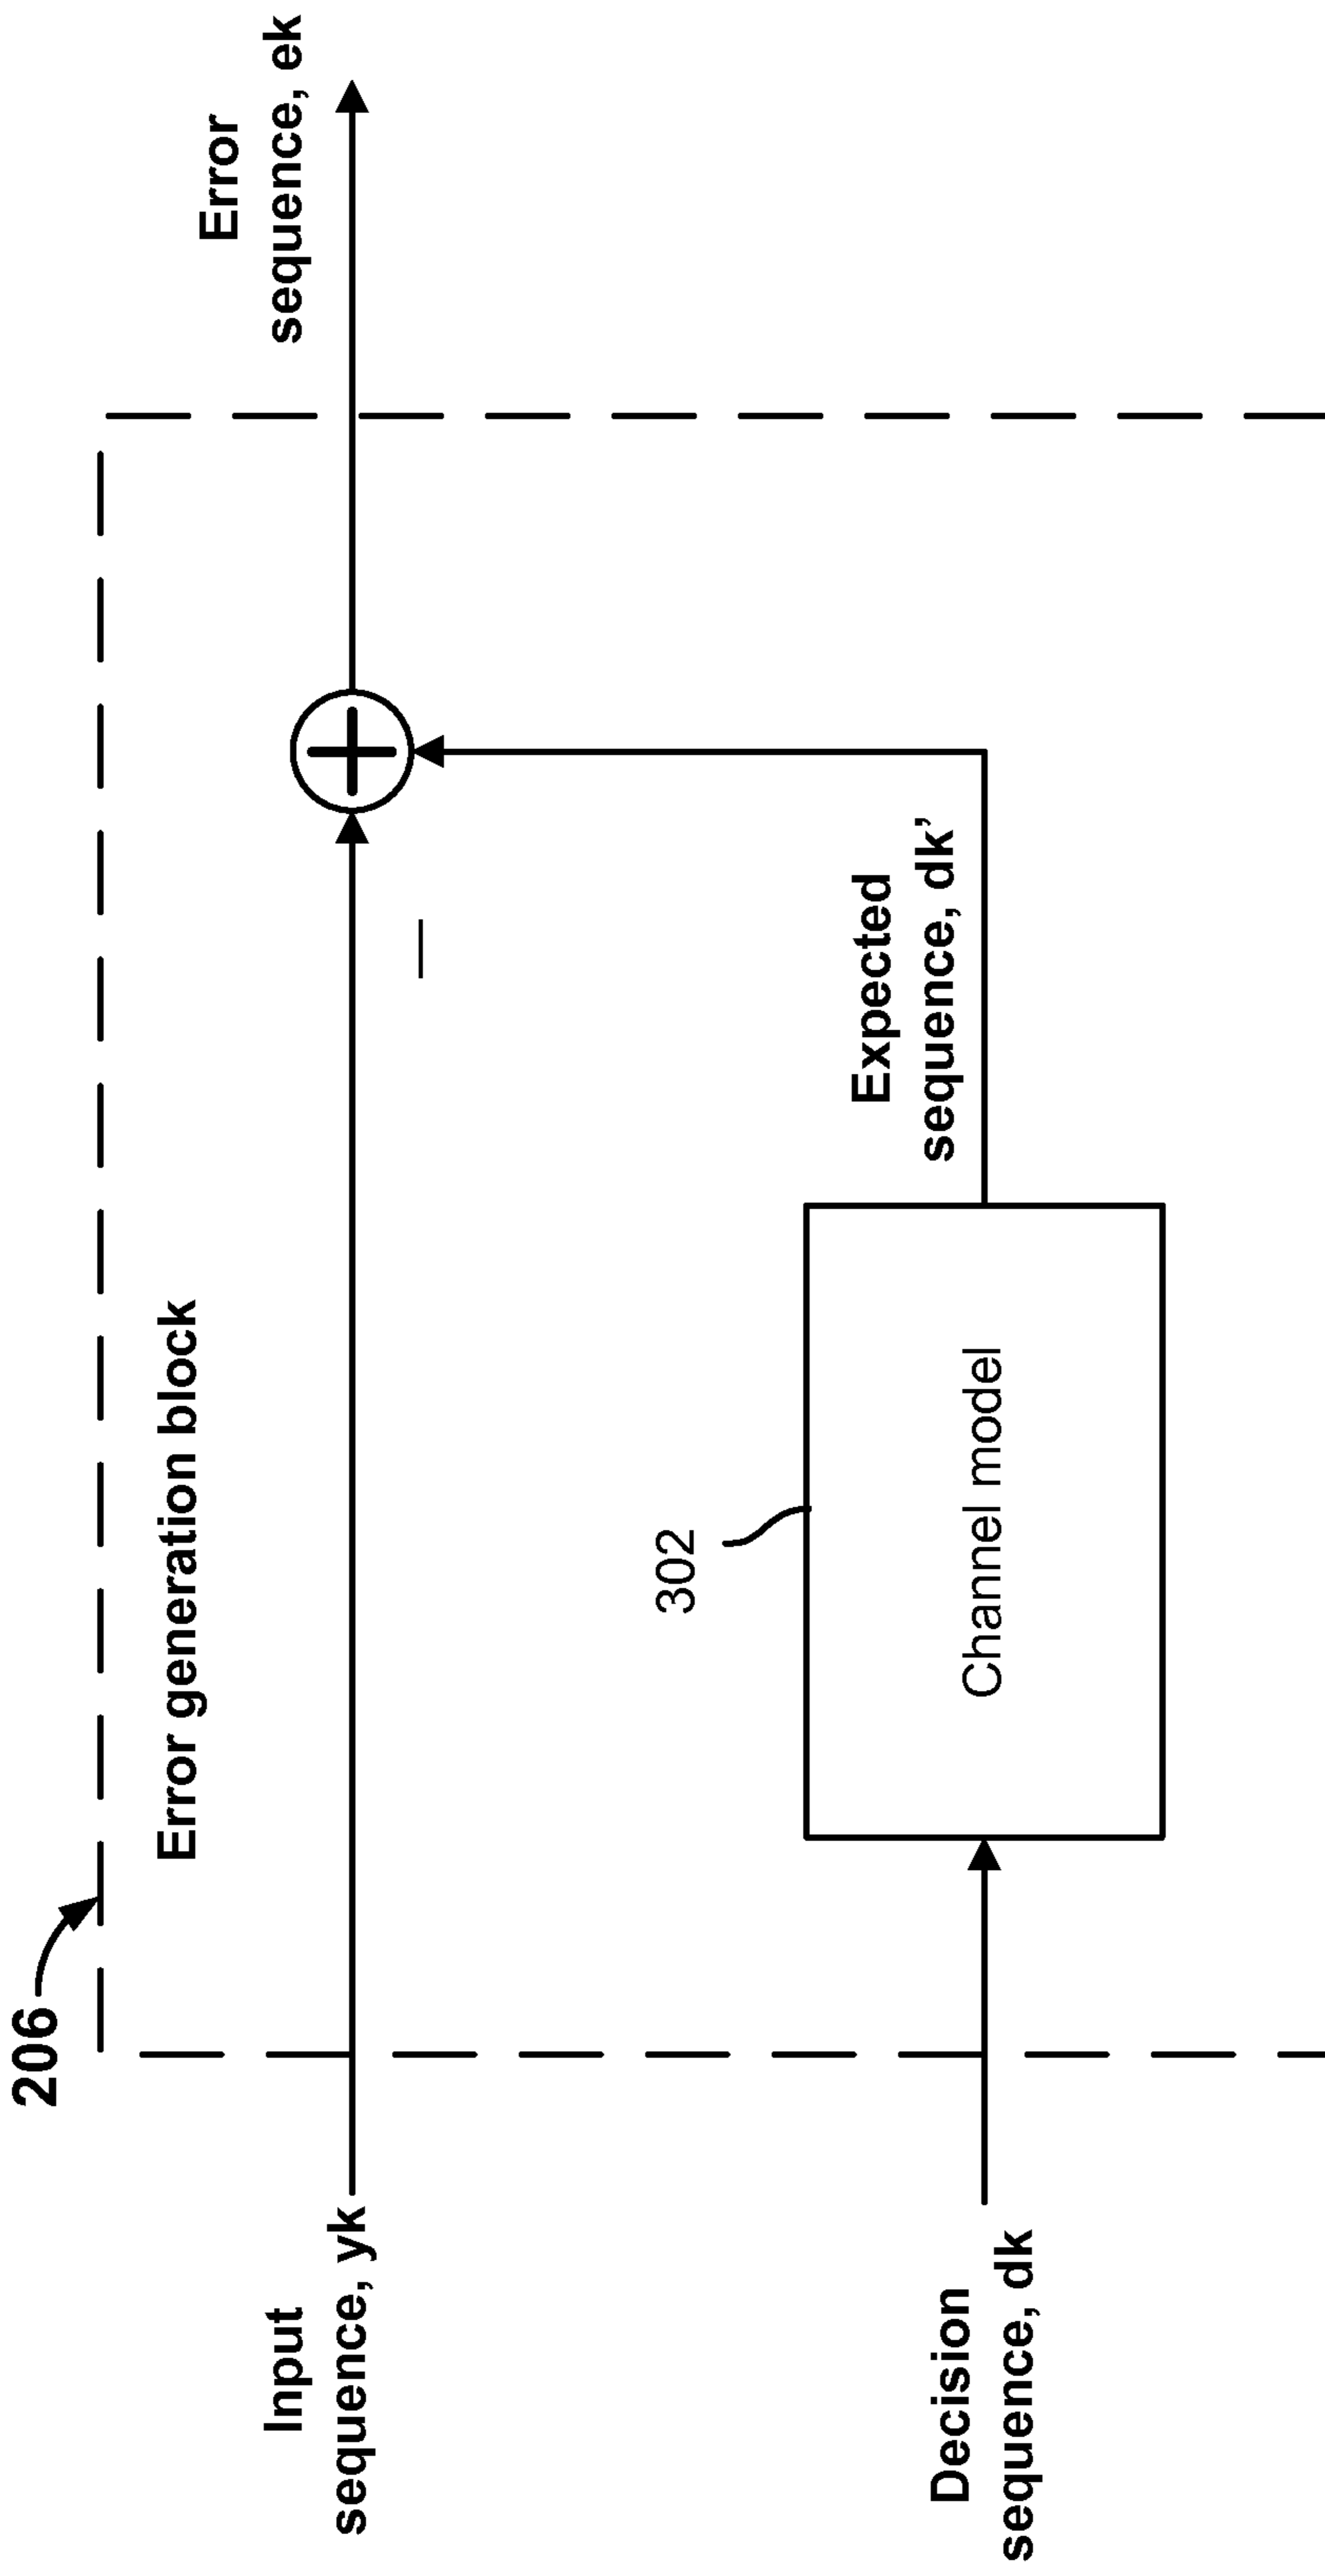 206
Error generation block
Input
sequence, yk
Error
sequence, ek
—
302
Expected
sequence, dk’
Channel model
Decision
sequence, dk